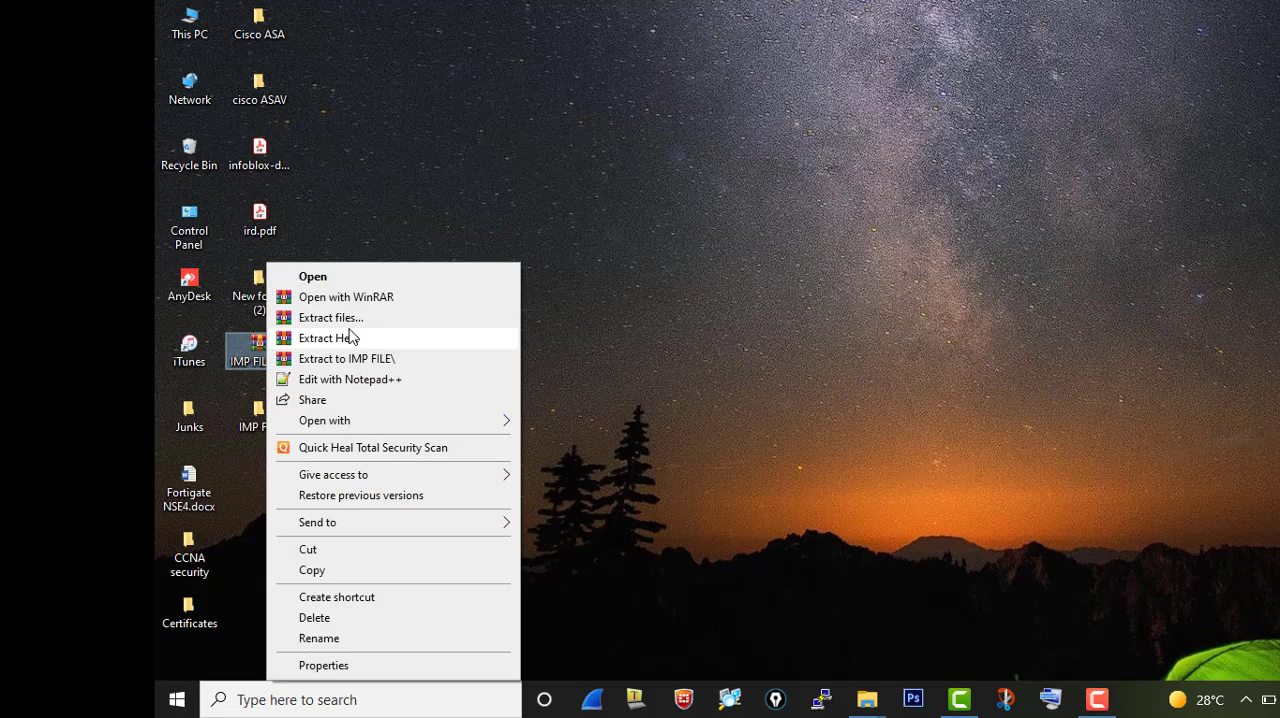 This PC
Cisco ASA
Network
cisco ASAV
Recycle Bin
infoblox-d...
Control
Panel
ird.pdf
AnyDesk
New fo
(2)
iTunes
IMP FIL
Junks
IMP F
Fortigate
NSE4.docx
CCNA
security
Certificates
Open
Open with WinRAR
Extract files...
Extract He
Extract to IMP FILE\
Edit with Notepad++
Share
Open with
Quick Heal Total Security Scan
Give access to
Restore previous versions
Send to
Cut
Copy
Create shortcut
Delete
Rename
Properties
Type here to search
Ps
28°C